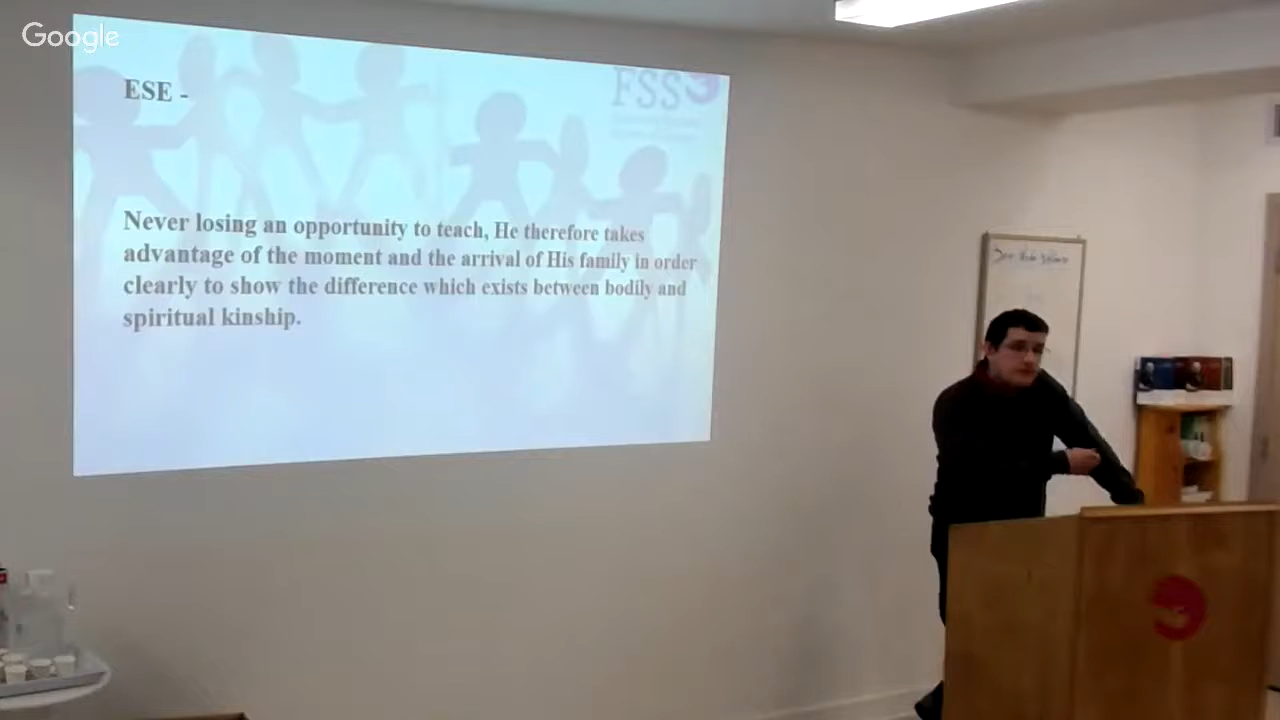 Google
ESE -
FSS
Never losing an opportunity to teach, He therefore takes
advantage of the moment and the arrival of His family in order
clearly to show the difference which exists between bodily and
spiritual kinship.